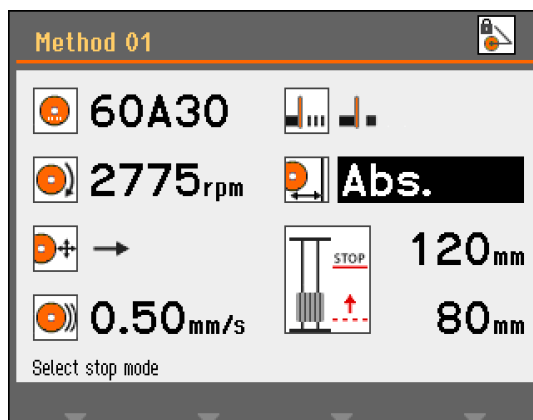 Method 01
60A30
2775rpm
Abs.
STOP
120mm
0.50mm/s
80mm
Select stop mode